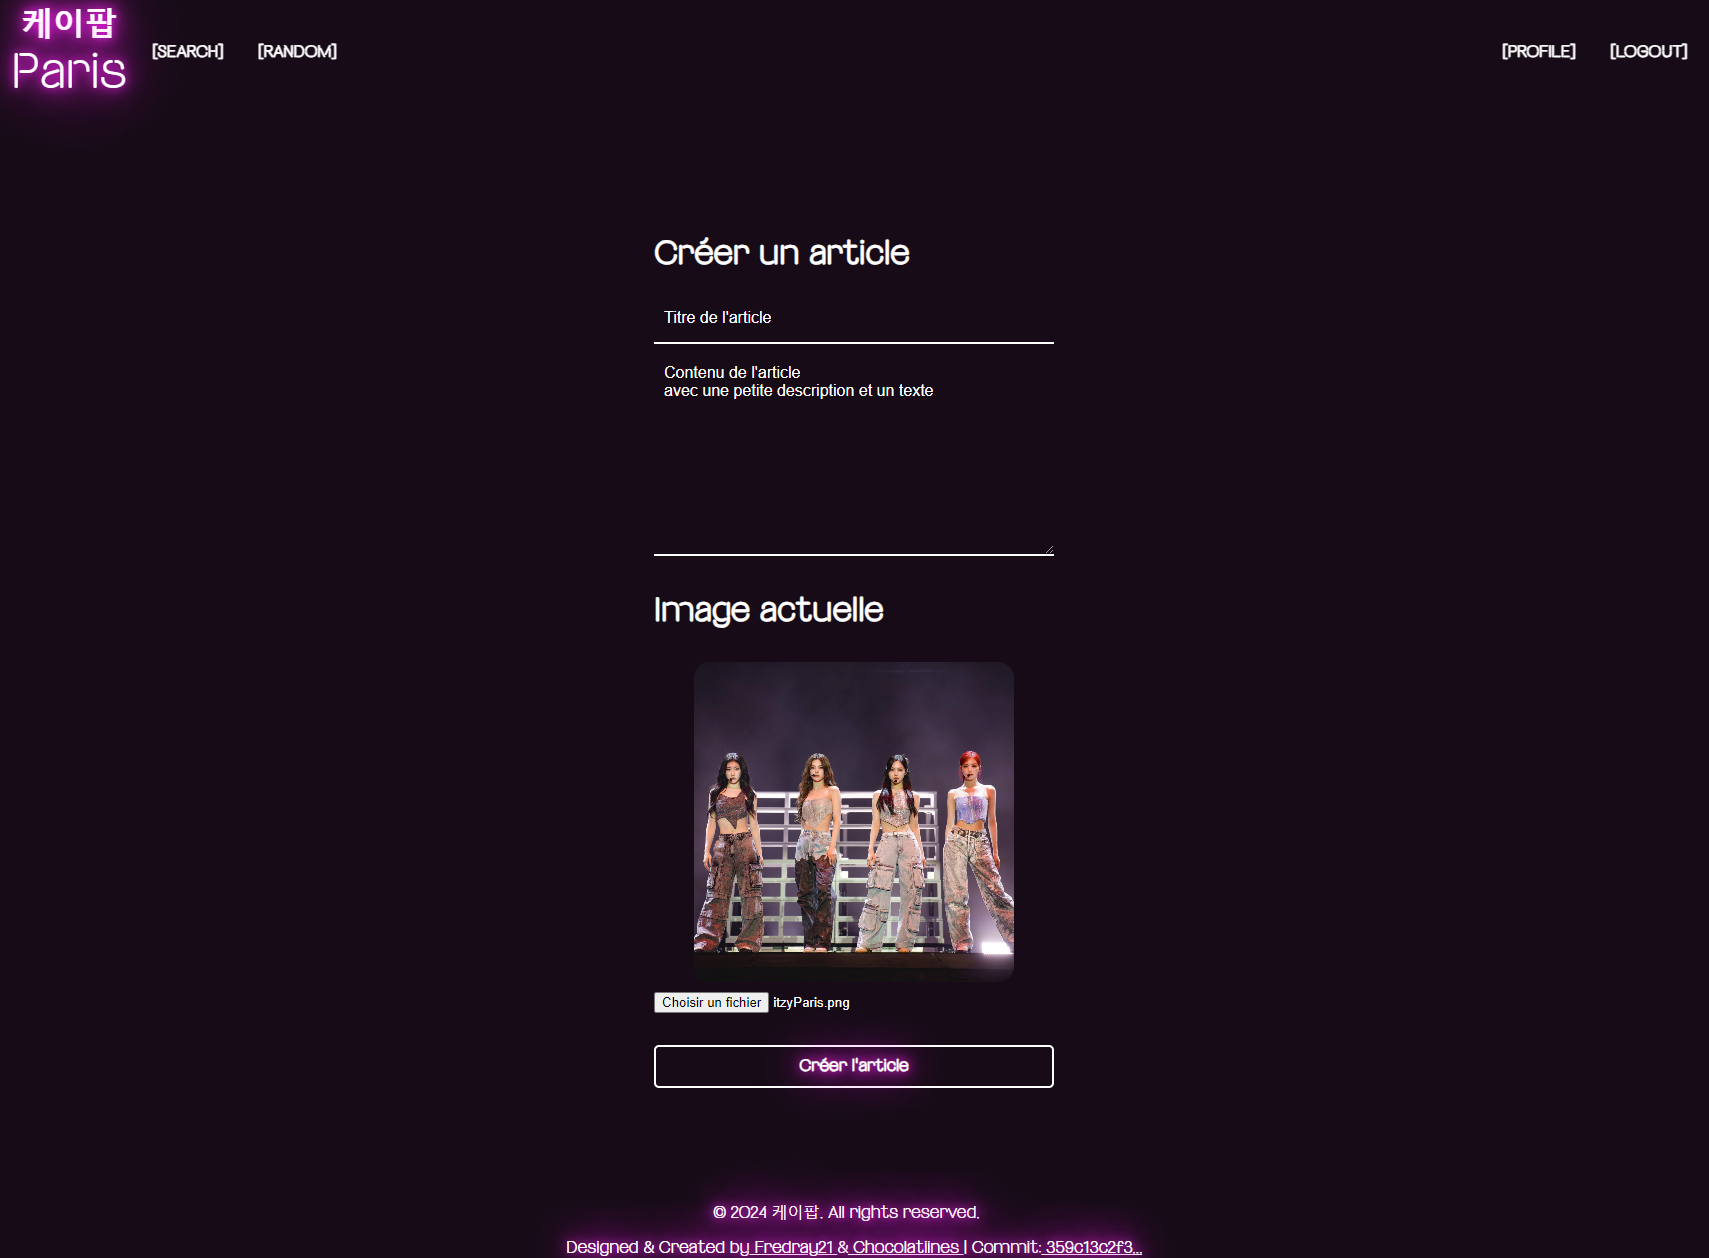 케이팝
Paris
[SEARCH]
[RANDOM]
[PROFILE]
[LOGOUT]
Créer un article
Titre de l'article
Contenu de l'article
avec une petite description et un texte
Image actuelle
Choisir un fichier itzyParis.png
Créer l'article
© 2024 케이팝. All rights reserved.
Designed & Created by Fredray21 & Chocolatiines | Commit: 359c13c2f3...